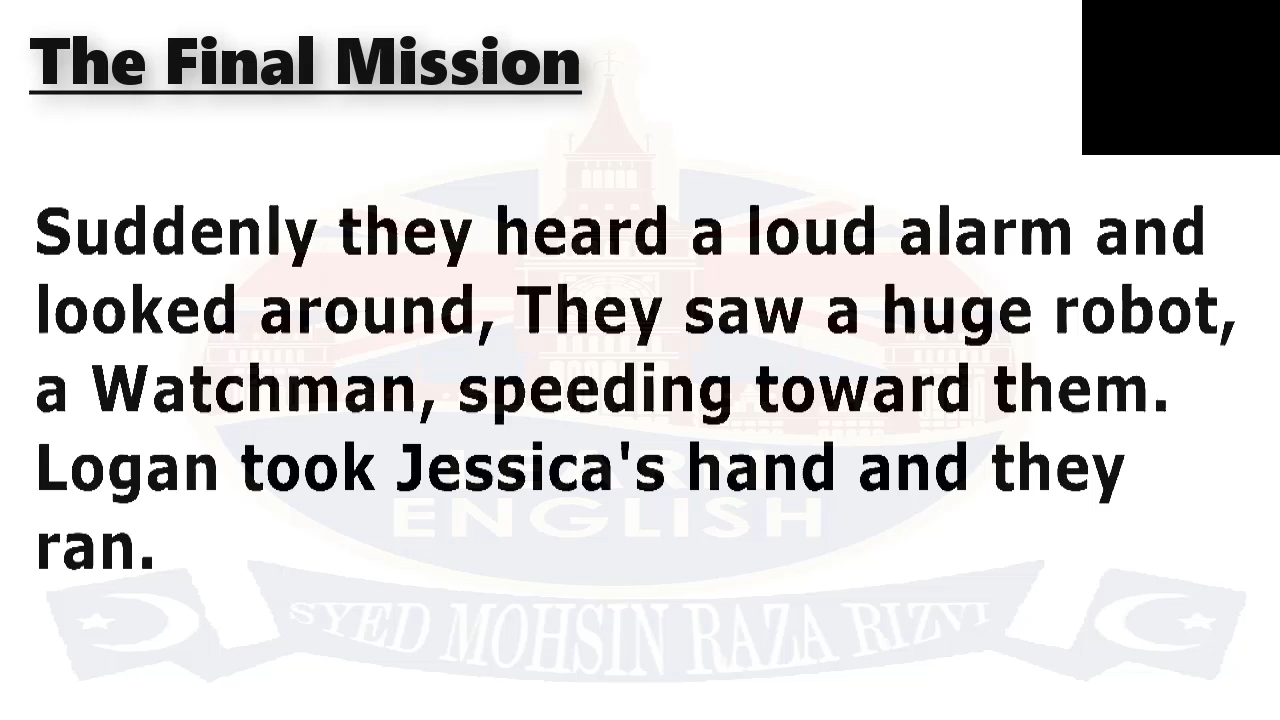 The Final Mission
Suddenly they heard a loud alarm and
looked around, They saw a huge robot,
a Watchman, speeding toward them.
Logan took Jessica's hand and they
ran.
ENGLISH
SYED MOHSIN RAZA RIZVI